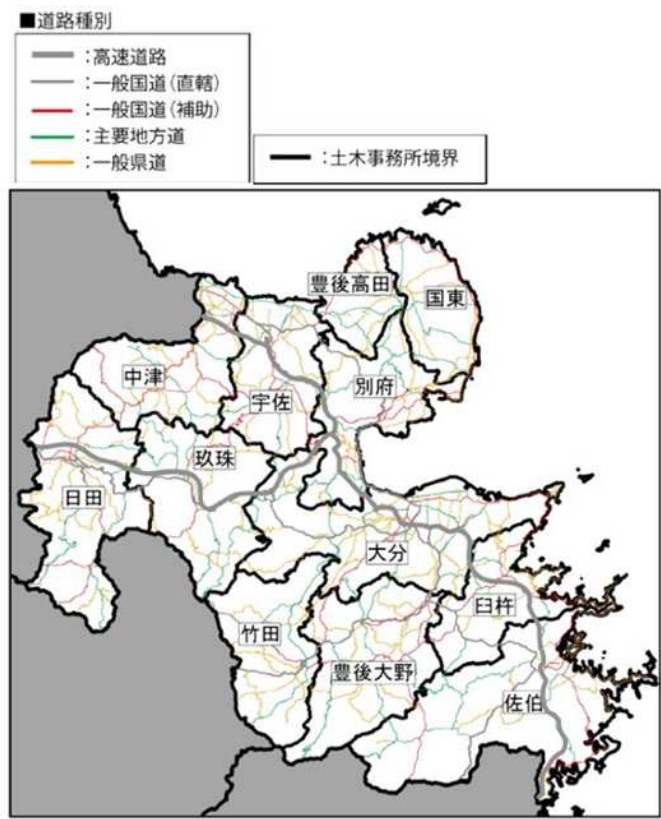 ■道路種別
:高速道路
:一般国道(直轄)
:一般国道(補助)
:主要地方道
:一般県道
:土木事務所境界
豊後高田
国東
中津
宇佐
別府
玖珠
日田
大分
臼杵
竹田
豊後大野
佐伯